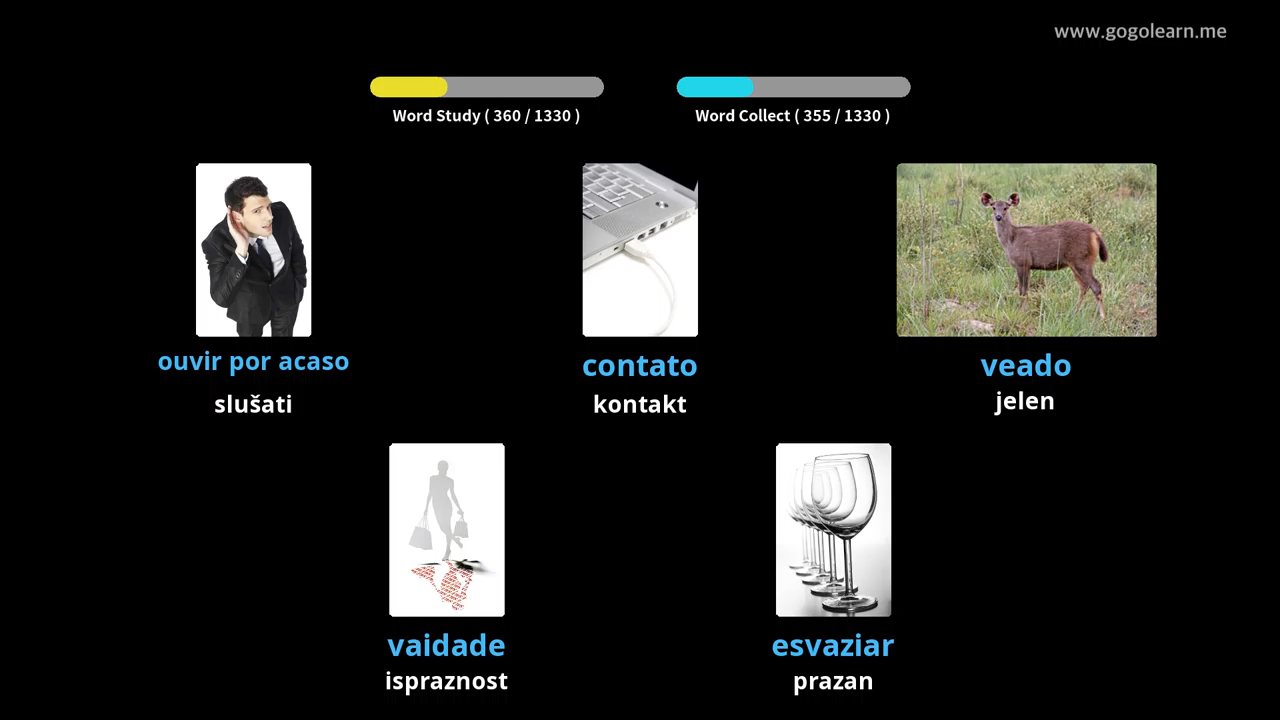 www.gogolearn.me
Word Study ( 360 / 1330 )
Word Collect ( 355 / 1330 )
ouvir por acaso
slušati
contato
kontakt
veado
jelen
vaidade
ispraznost
esvaziar
prazan